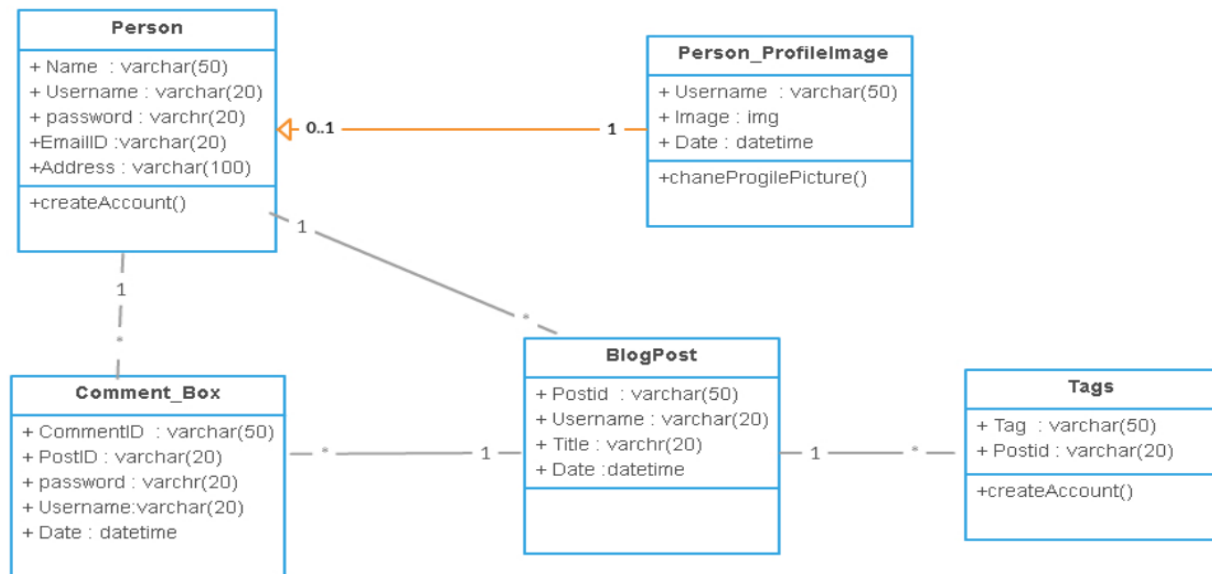 Person
+ Name : varchar(50)
+ Username : varchar(20)
+ password : varchr(20)
+EmailID :varchar(20)
+Address : varchar(100)
+createAccount()
0..1
1
Person_ProfileImage
+ Username : varchar(50)
+ Image : img
+ Date : datetime
+chaneProgilePicture()
1
*
1
*
Comment_Box
+ CommentID : varchar(50)
+ PostID : varchar(20)
+ password : varchr(20)
+ Username:varchar(20)
+ Date : datetime
*
1
BlogPost
+ Postid : varchar(50)
+ Username : varchar(20)
+ Title : varchr(20)
+ Date :datetime
1
*
Tags
+ Tag : varchar(50)
+ Postid : varchar(20)
+createAccount()